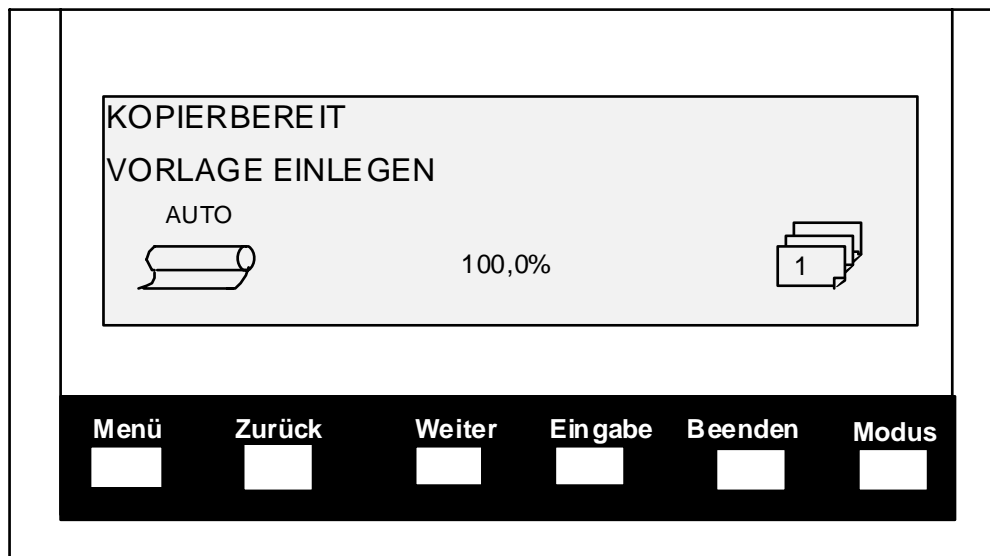 KOPIERBEREIT
VORLAGE EINLEGEN
AUTO
100,0%
1
Menü Zurück Weiter Eingabe Beenden Modus